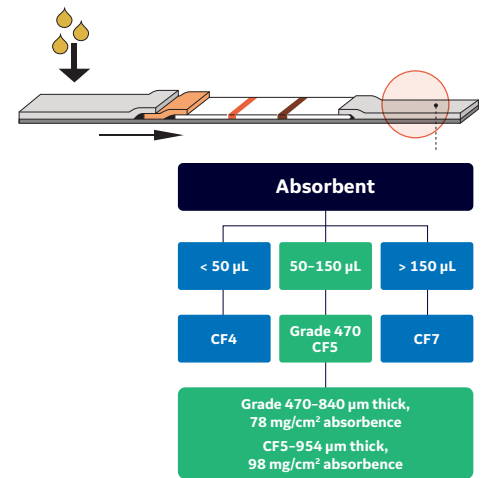 Absorbent
< 50 µL
50–150 µL
> 150 µL
CF4
Grade 470
CF5
CF7
Grade 470–840 µm thick,
78 mg/cm² absorbence
CF5–954 µm thick,
98 mg/cm² absorbence